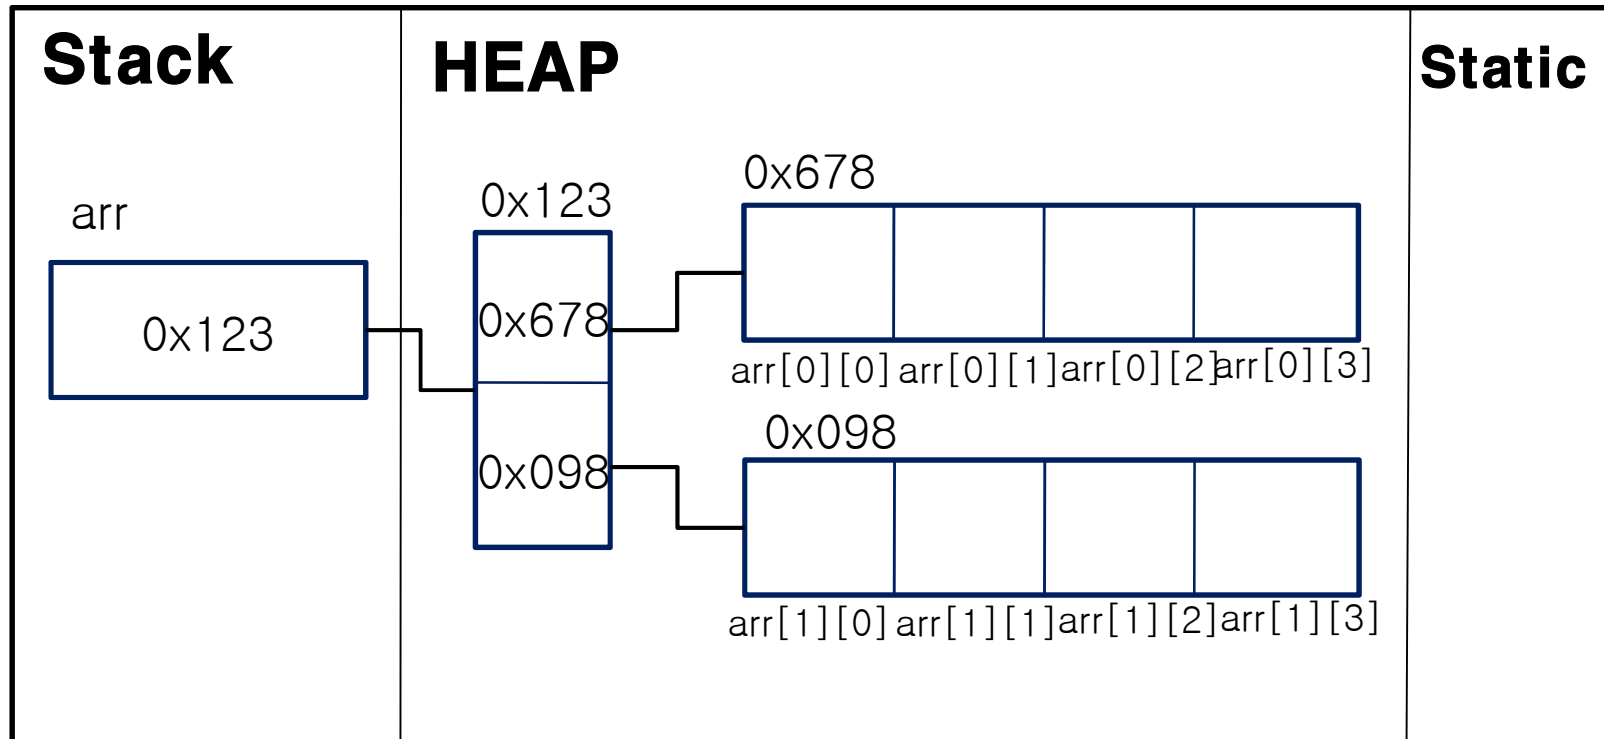 Stack
HEAP
Static
arr
0x123
0x123
0x678
0x098
0x678
arr[0][0] arr[0][1] arr[0][2] arr[0][3]
0x098
arr[1][0] arr[1][1] arr[1][2] arr[1][3]